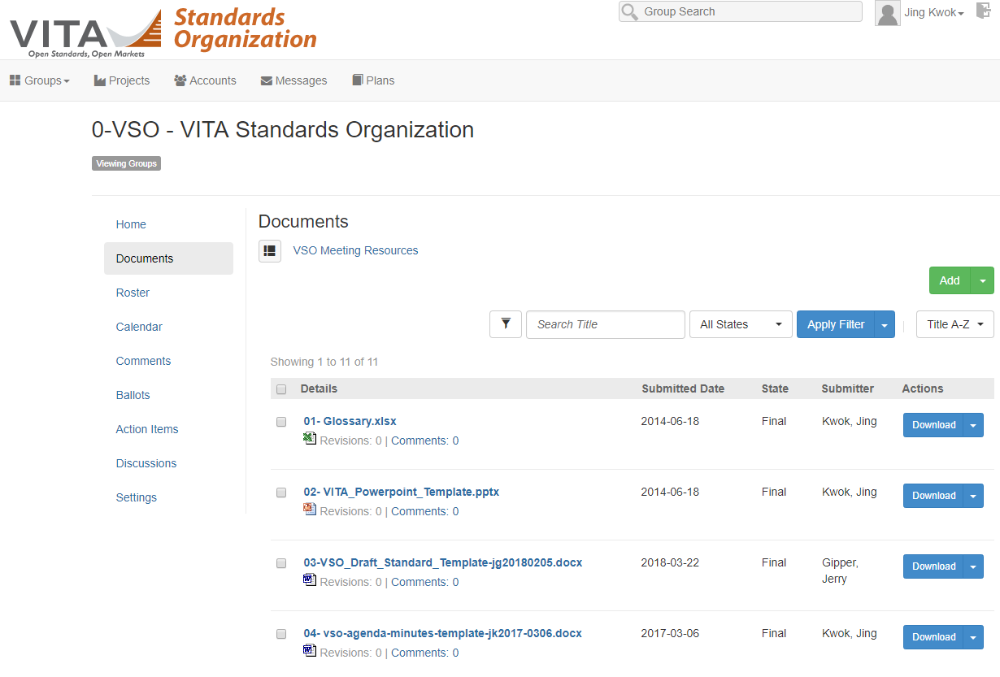 VITA
Open Standards, Open Markets
Standards
Organization
Group Search
Jing Kwok
Groups
Projects
Accounts
Messages
Plans
0-VSO - VITA Standards Organization
Viewing Groups
Home
Documents
Roster
Calendar
Comments
Ballots
Action Items
Discussions
Settings
Documents
VSO Meeting Resources
Add
Search Title
All States
Apply Filter
Title A-Z
Showing 1 to 11 of 11
Details Submitted Date State Submitter Actions
01- Glossary.xlsx 2014-06-18 Final Kwok, Jing Download
Revisions: 0 | Comments: 0
02- VITA_Powerpoint_Template.pptx 2014-06-18 Final Kwok, Jing Download
Revisions: 0 | Comments: 0
03-VSO_Draft_Standard_Template-jg20180205.docx 2018-03-22 Final Gipper, Download
Jerry
Revisions: 0 | Comments: 0
04- vso-agenda-minutes-template-jk2017-0306.docx 2017-03-06 Final Kwok, Jing Download
Revisions: 0 | Comments: 0